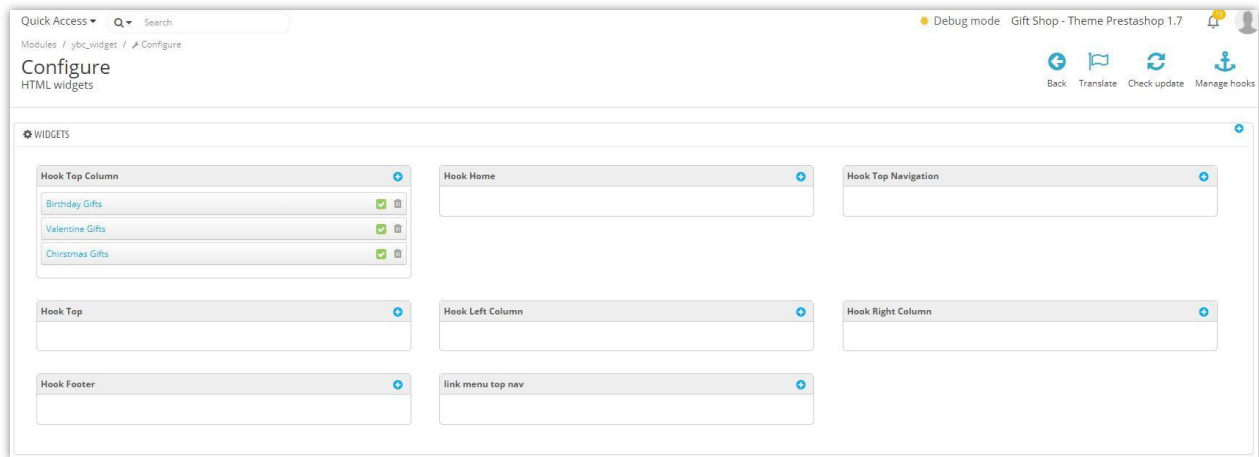 Quick Access Search Debug mode Gift Shop - Theme Prestashop 1.7
Modules / ybc_widget / Configure
Configure
HTML widgets
Back Translate Check update Manage hooks
WIDGETS
Hook Top Column Hook Home Hook Top Navigation
Birthday Gifts
Valentine Gifts
Chirstmas Gifts
Hook Top Hook Left Column Hook Right Column
Hook Footer link menu top nav